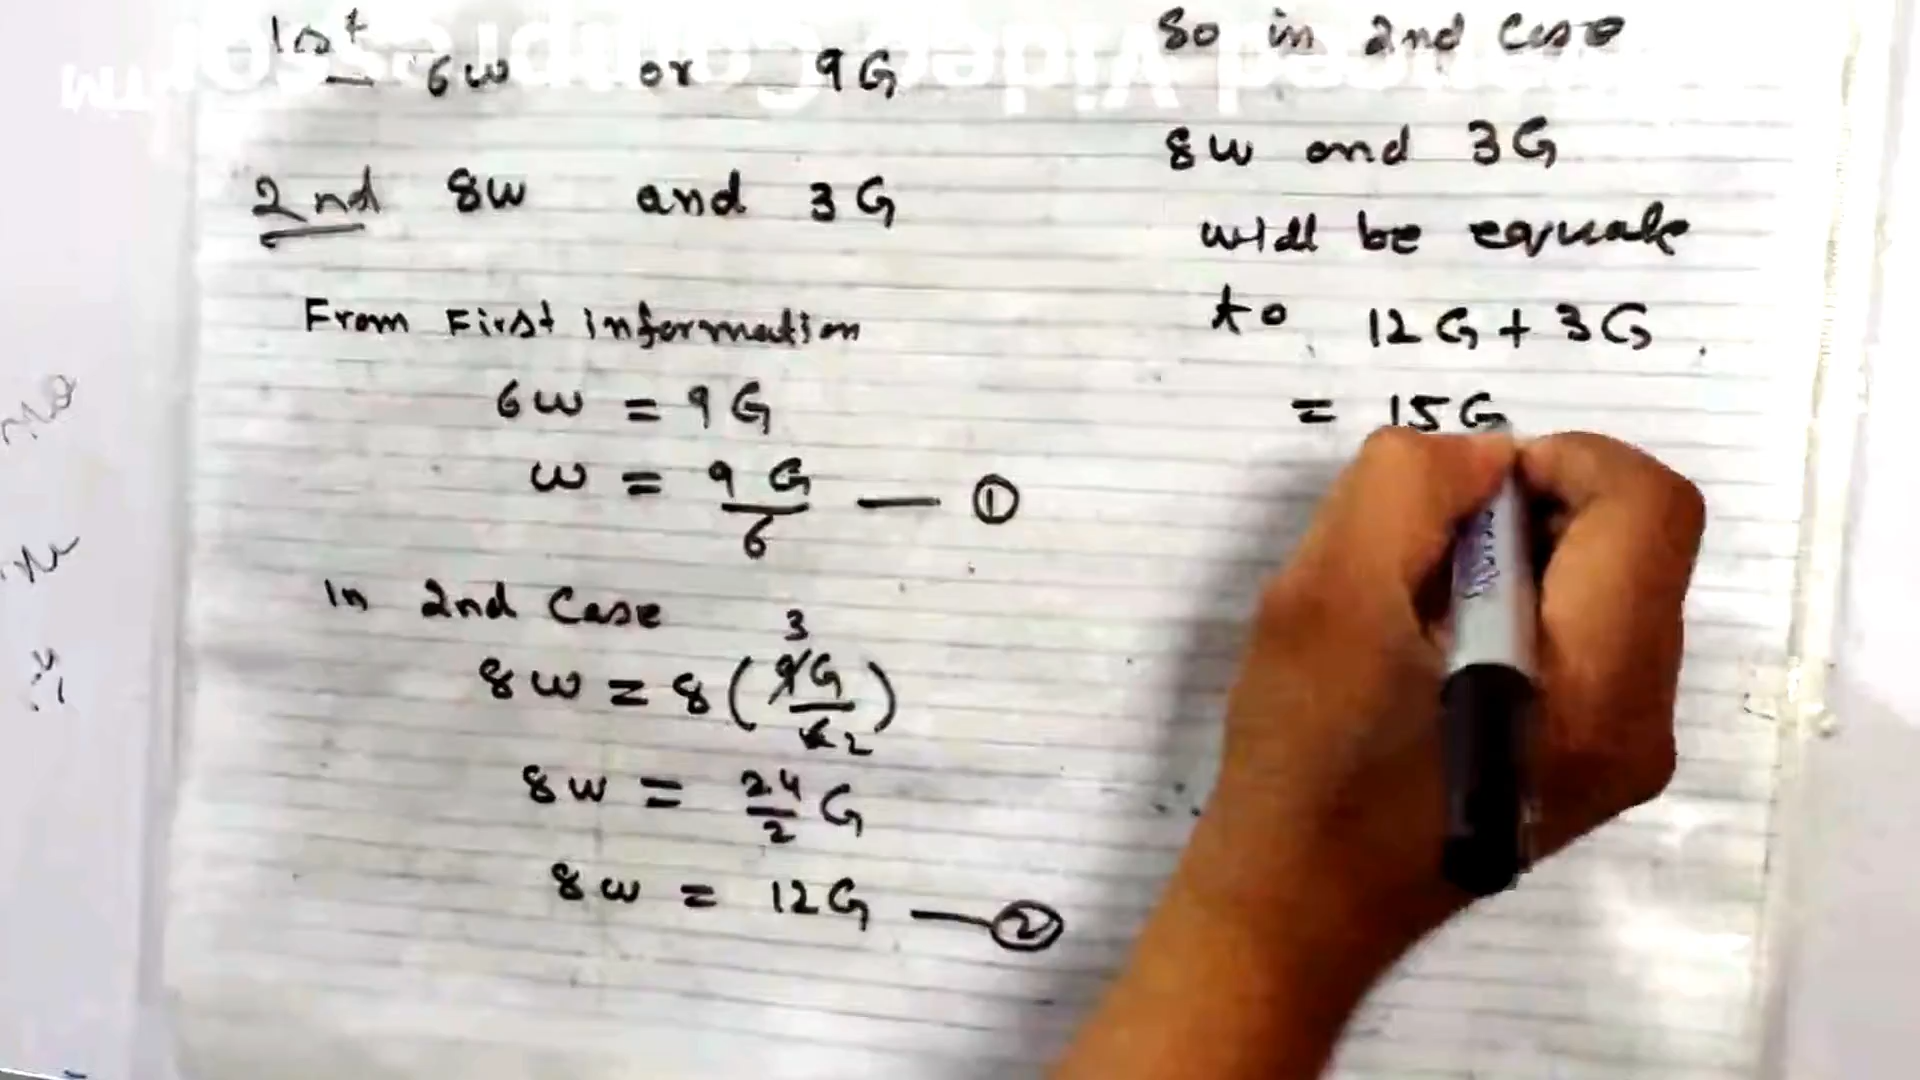 1st 6w or 9G
2nd 8w and 3G
From First information
6w = 9G
w = 9G/6 — ①
In 2nd Case
3
8w = 8(9G/6 2)
8w = 24/2 G
8w = 12G — ②
So in 2nd Case
8w and 3G
will be equale
to 12G + 3G
= 15G